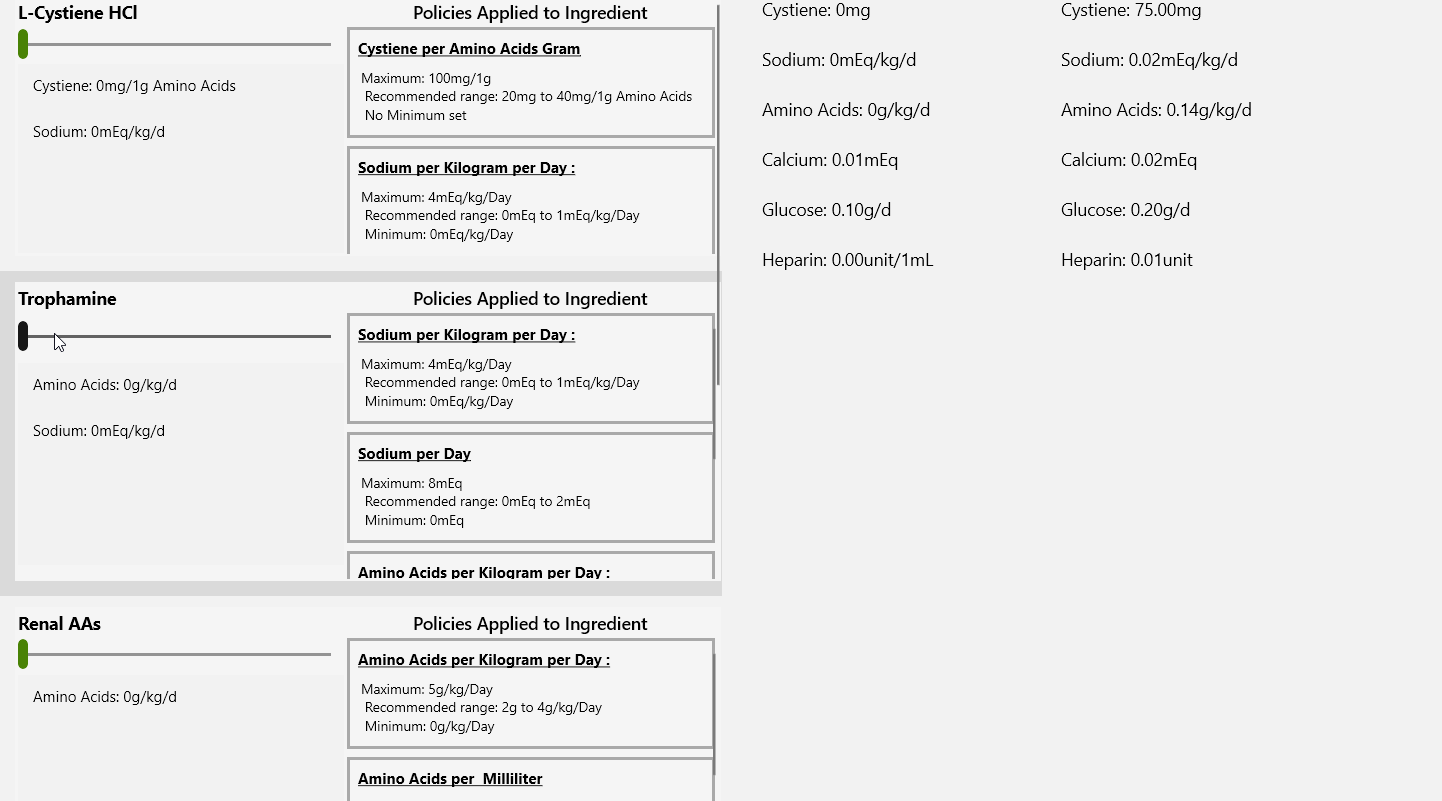 L-Cystiene HCl
Policies Applied to Ingredient
Cystiene: 0mg/1g Amino Acids
Sodium: 0mEq/kg/d
Cystiene per Amino Acids Gram
Maximum: 100mg/1g
Recommended range: 20mg to 40mg/1g Amino Acids
No Minimum set
Sodium per Kilogram per Day :
Maximum: 4mEq/kg/Day
Recommended range: 0mEq to 1mEq/kg/Day
Minimum: 0mEq/kg/Day
Trophamine
Policies Applied to Ingredient
Amino Acids: 0g/kg/d
Sodium: 0mEq/kg/d
Sodium per Kilogram per Day :
Maximum: 4mEq/kg/Day
Recommended range: 0mEq to 1mEq/kg/Day
Minimum: 0mEq/kg/Day
Sodium per Day
Maximum: 8mEq
Recommended range: 0mEq to 2mEq
Minimum: 0mEq
Amino Acids per Kilogram per Day :
Renal AAs
Policies Applied to Ingredient
Amino Acids: 0g/kg/d
Amino Acids per Kilogram per Day :
Maximum: 5g/kg/Day
Recommended range: 2g to 4g/kg/Day
Minimum: 0g/kg/Day
Amino Acids per  Milliliter
Cystiene: 0mg
Sodium: 0mEq/kg/d
Amino Acids: 0g/kg/d
Calcium: 0.01mEq
Glucose: 0.10g/d
Heparin: 0.00unit/1mL
Cystiene: 75.00mg
Sodium: 0.02mEq/kg/d
Amino Acids: 0.14g/kg/d
Calcium: 0.02mEq
Glucose: 0.20g/d
Heparin: 0.01unit